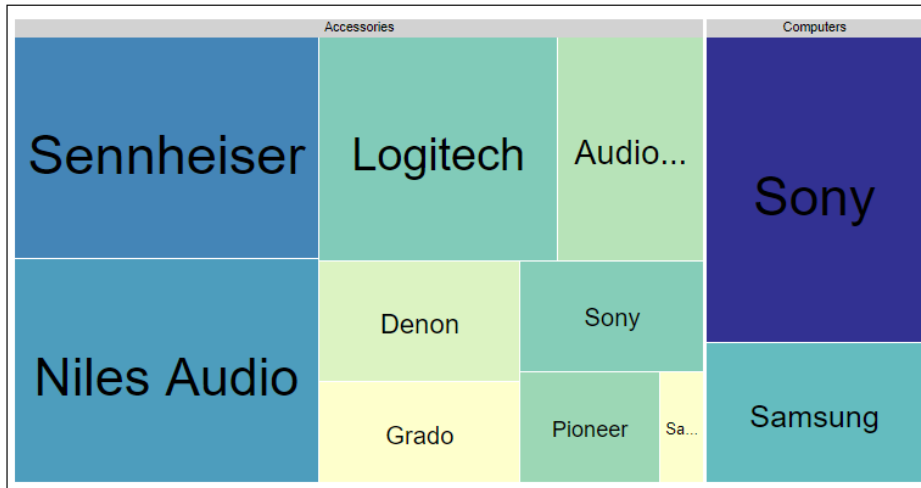 Accessories
Computers
Sennheiser
Logitech
Audio...
Sony
Niles Audio
Denon
Sony
Grado
Pioneer
Sa...
Samsung